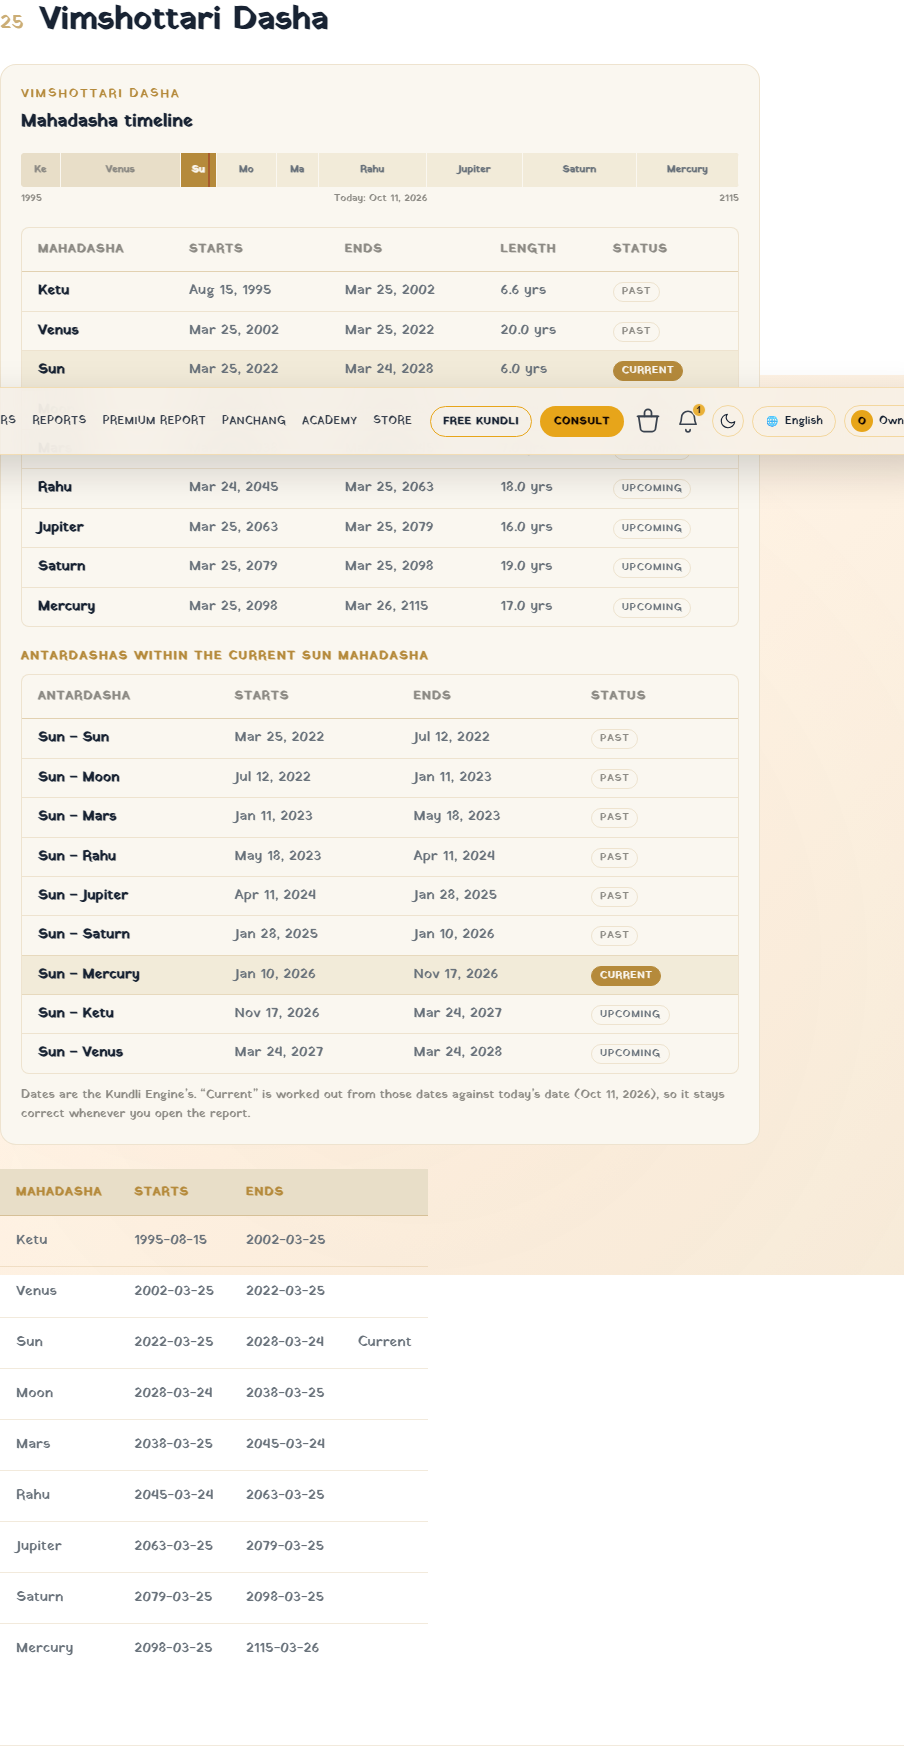 25 Vimshottari Dasha
VIMSHOTTARI DASHA
Mahadasha timeline
Ke Venus Su Mo Ma Rahu Jupiter Saturn Mercury
1995 Today: Oct 11, 2026 2115
MAHADASHA STARTS ENDS LENGTH STATUS
Ketu Aug 15, 1995 Mar 25, 2002 6.6 yrs PAST
Venus Mar 25, 2002 Mar 25, 2022 20.0 yrs PAST
Sun Mar 25, 2022 Mar 24, 2028 6.0 yrs CURRENT
RS REPORTS PREMIUM REPORT PANCHANG ACADEMY STORE FREE KUNDLI CONSULT 1 English O Own
Rahu Mar 24, 2045 Mar 25, 2063 18.0 yrs UPCOMING
Jupiter Mar 25, 2063 Mar 25, 2079 16.0 yrs UPCOMING
Saturn Mar 25, 2079 Mar 25, 2098 19.0 yrs UPCOMING
Mercury Mar 25, 2098 Mar 26, 2115 17.0 yrs UPCOMING
ANTARDASHAS WITHIN THE CURRENT SUN MAHADASHA
ANTARDASHA STARTS ENDS STATUS
Sun – Sun Mar 25, 2022 Jul 12, 2022 PAST
Sun – Moon Jul 12, 2022 Jan 11, 2023 PAST
Sun – Mars Jan 11, 2023 May 18, 2023 PAST
Sun – Rahu May 18, 2023 Apr 11, 2024 PAST
Sun – Jupiter Apr 11, 2024 Jan 28, 2025 PAST
Sun – Saturn Jan 28, 2025 Jan 10, 2026 PAST
Sun – Mercury Jan 10, 2026 Nov 17, 2026 CURRENT
Sun – Ketu Nov 17, 2026 Mar 24, 2027 UPCOMING
Sun – Venus Mar 24, 2027 Mar 24, 2028 UPCOMING
Dates are the Kundli Engine's. “Current” is worked out from those dates against today's date (Oct 11, 2026), so it stays
correct whenever you open the report.
MAHADASHA STARTS ENDS
Ketu 1995-08-15 2002-03-25
Venus 2002-03-25 2022-03-25
Sun 2022-03-25 2028-03-24 Current
Moon 2028-03-24 2038-03-25
Mars 2038-03-25 2045-03-24
Rahu 2045-03-24 2063-03-25
Jupiter 2063-03-25 2079-03-25
Saturn 2079-03-25 2098-03-25
Mercury 2098-03-25 2115-03-26